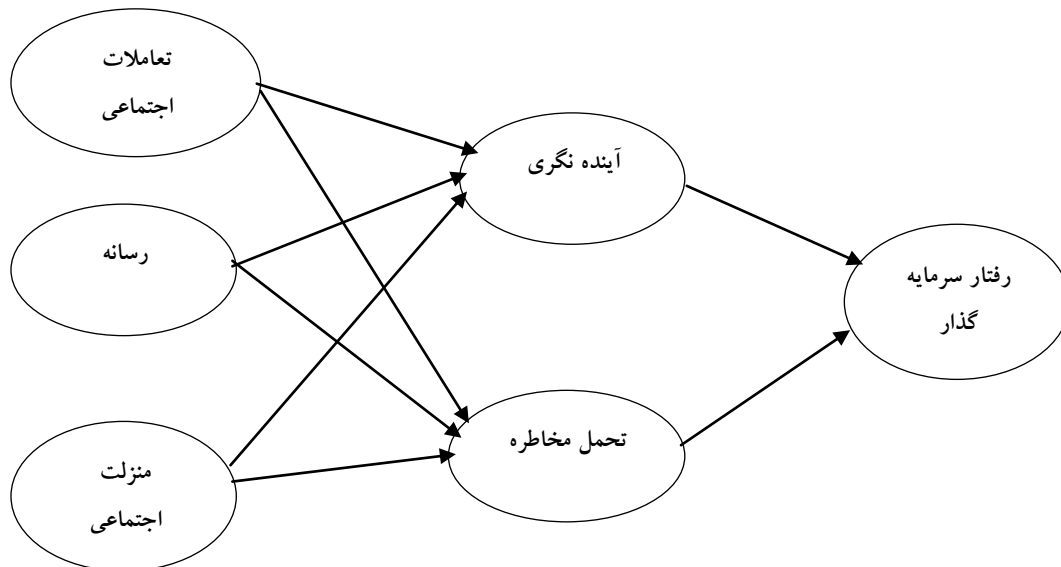 تعاملات
اجتماعی
رسانه
منزلت
اجتماعی
آینده نگری
تحمل مخاطره
رفتار سرمایه
گذار